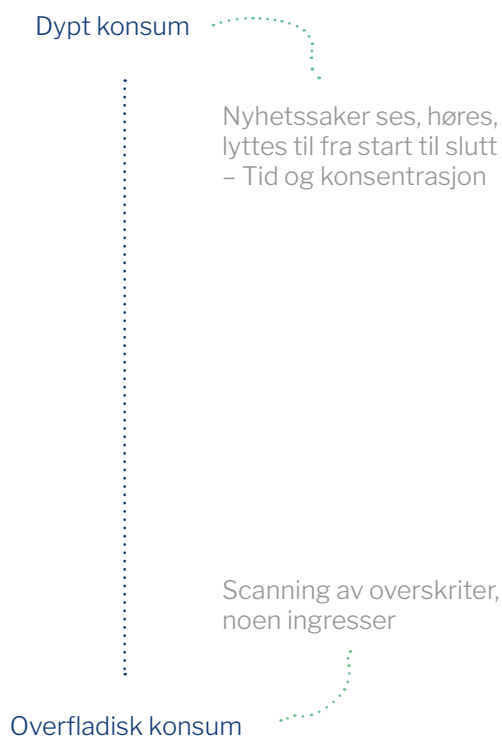 Dypt konsum
Nyhetssaker ses, høres,
lyttes til fra start til slutt
– Tid og konsentrasjon
Scanning av overskriter,
noen ingresser
Overfladisk konsum